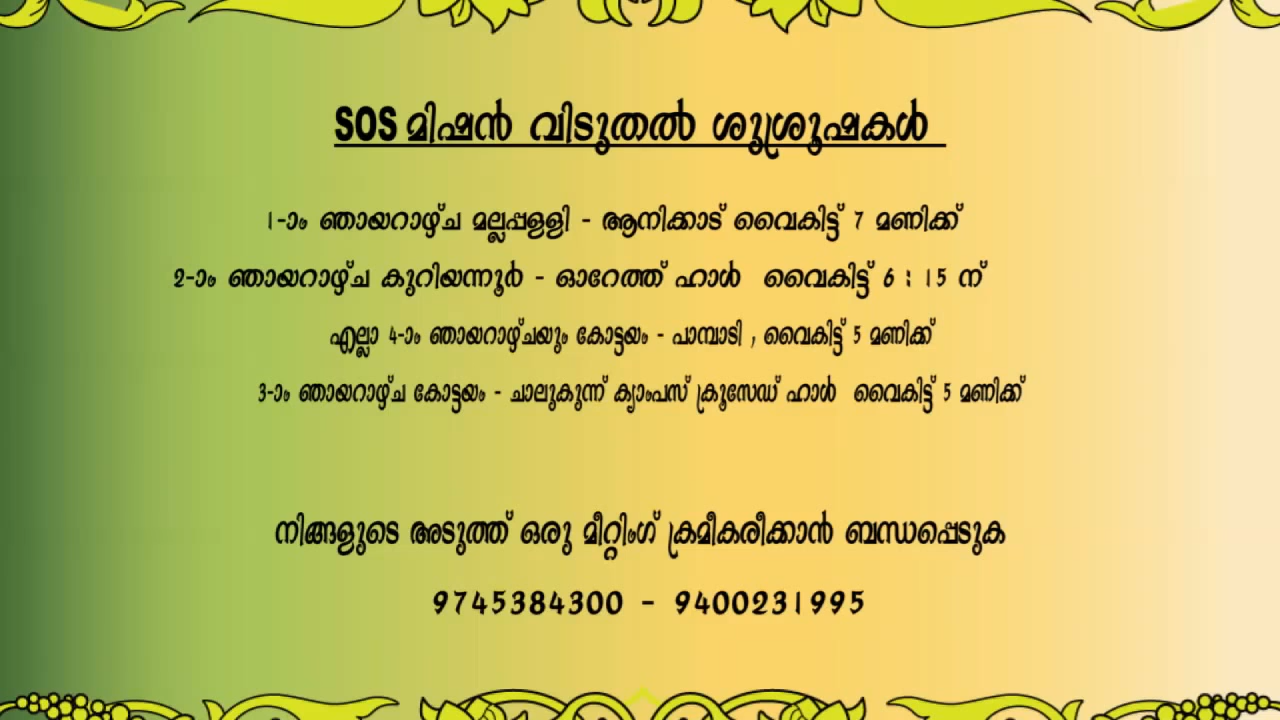 SOS മിഷൻ വിടുതൽ ശുശ്രൂഷകൾ
1-ാം ഞായറാഴ്ച മല്ലപ്പളളി - ആനിക്കാട് വൈകിട്ട് 7 മണിക്ക്
2-ാം ഞായറാഴ്ച കുറിയന്നൂർ - ഓറേത്ത് ഹാൾ വൈകിട്ട് 6 : 15 ന്
എല്ലാ 4-ാം ഞായറാഴ്ചയും കോട്ടയം - പാമ്പാടി , വൈകിട്ട് 5 മണിക്ക്
3-ാം ഞായറാഴ്ച കോട്ടയം - ചാലുകുന്ന് ക്യാംപസ് ക്രൂസേഡ് ഹാൾ വൈകിട്ട് 5 മണിക്ക്
നിങ്ങളുടെ അടുത്ത് ഒരു മീറ്റിംഗ് ക്രമീകരീക്കാൻ ബന്ധപ്പെടുക
9745384300 - 9400231995